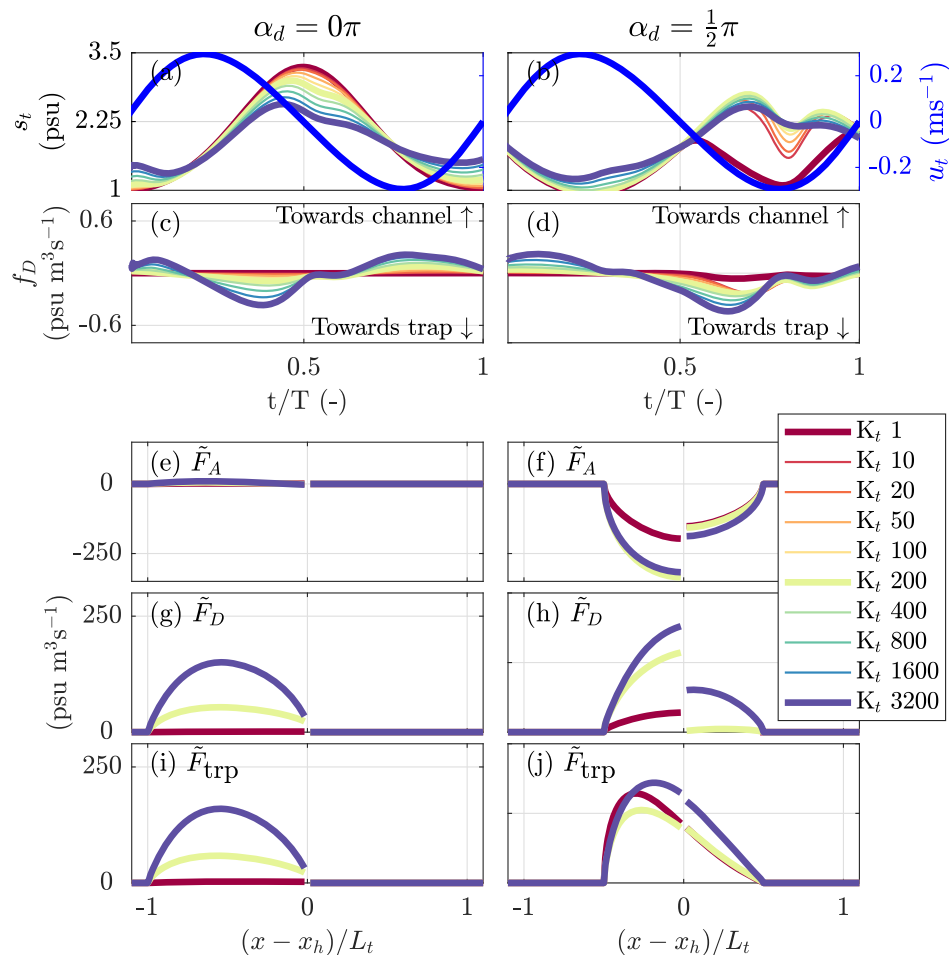 α_d = 0π
α_d = ½π
3.5
2.25
1
s_t
(psu)
(a)
(b)
0.2
0
-0.2
u_t (ms⁻¹)
0.6
-0.6
f_D
(psu m³s⁻¹)
(c)
Towards channel ↑
Towards trap ↓
(d)
Towards channel ↑
Towards trap ↓
0.5
1
0.5
1
t/T (-)
t/T (-)
(e) F̃_A
(f) F̃_A
0
-250
(g) F̃_D
(h) F̃_D
250
0
(psu m³s⁻¹)
(i) F̃_trp
(j) F̃_trp
250
0
-1
0
1
-1
0
1
(x − x_h)/L_t
(x − x_h)/L_t
K_t 1
K_t 10
K_t 20
K_t 50
K_t 100
K_t 200
K_t 400
K_t 800
K_t 1600
K_t 3200